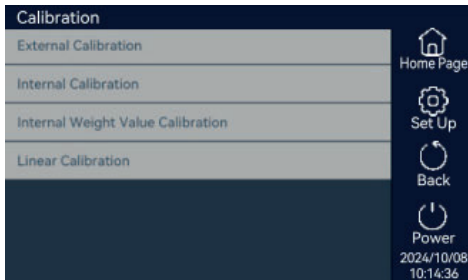 Calibration
External Calibration
Internal Calibration
Internal Weight Value Calibration
Linear Calibration
Home Page
Set Up
Back
Power
2024/10/08
10:14:36